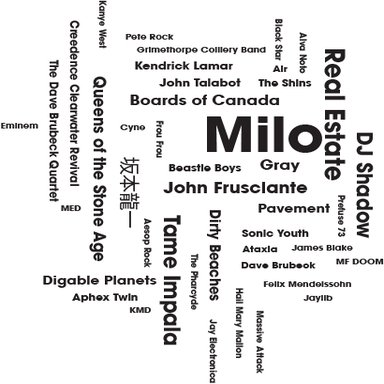 Kanye West
Creedence Clearwater Revival
The Dave Brubeck Quartet
Queens of the Stone Age
Pete Rock
Grimethorpe Colliery Band
Kendrick Lamar
John Talabot
Boards of Canada
Black Star
Alva Noto
Air
The Shins
Real Estate
DJ Shadow
Eminem
Cyne
Frou Frou
Milo
坂本龍一
Beastie Boys
Gray
John Frusciante
MED
Pavement
Prefuse 73
Aesop Rock
Tame Impala
Dirty Beaches
Sonic Youth
Ataxia
James Blake
Dave Brubeck
MF DOOM
The Pharcyde
Digable Planets
Aphex Twin
KMD
Felix Mendelssohn
Jaylib
Hail Mary Mallon
Massive Attack
Jay Electronica